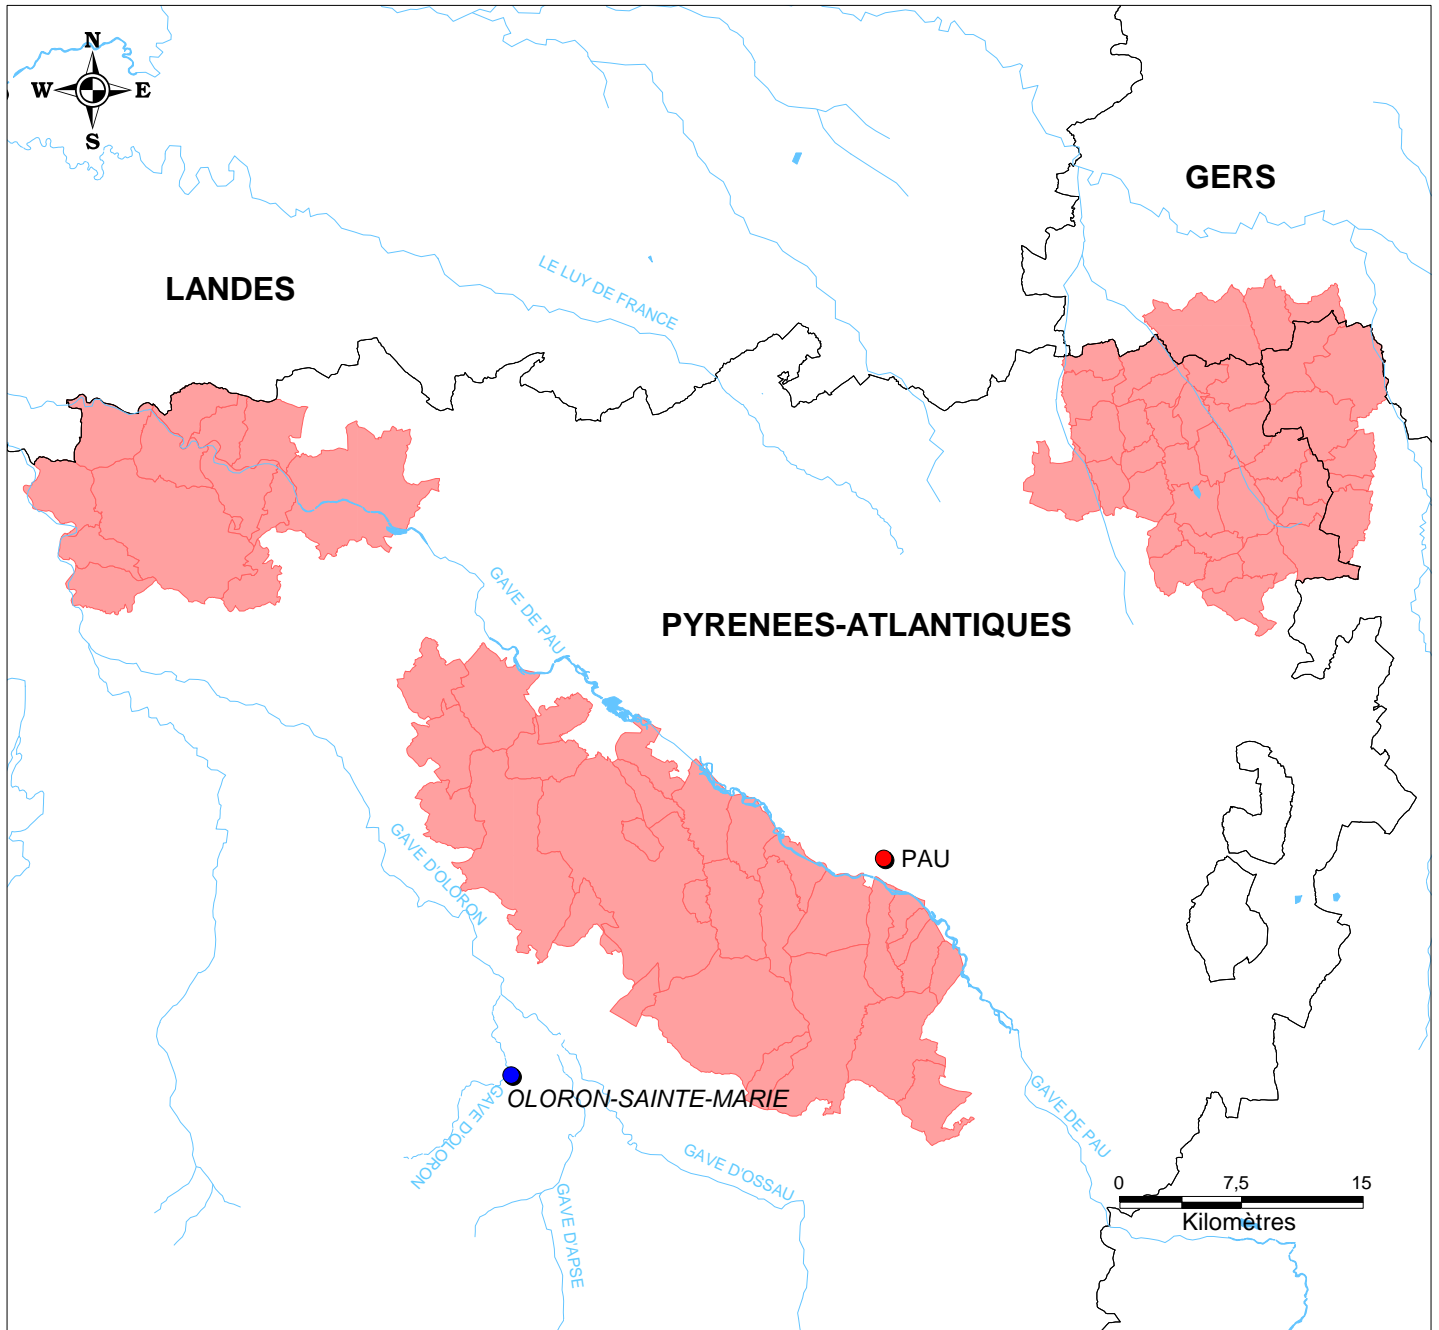 N
W E
S
GERS
LANDES
LE LUY DE FRANCE
GAVE DE PAU
PYRENEES-ATLANTIQUES
GAVE D'OLORON
PAU
OLORON-SAINTE-MARIE
GAVE D'OLORON
GAVE DE PAU
GAVE D'OSSAU
GAVE D'APSE
0 7,5 15
Kilomètres